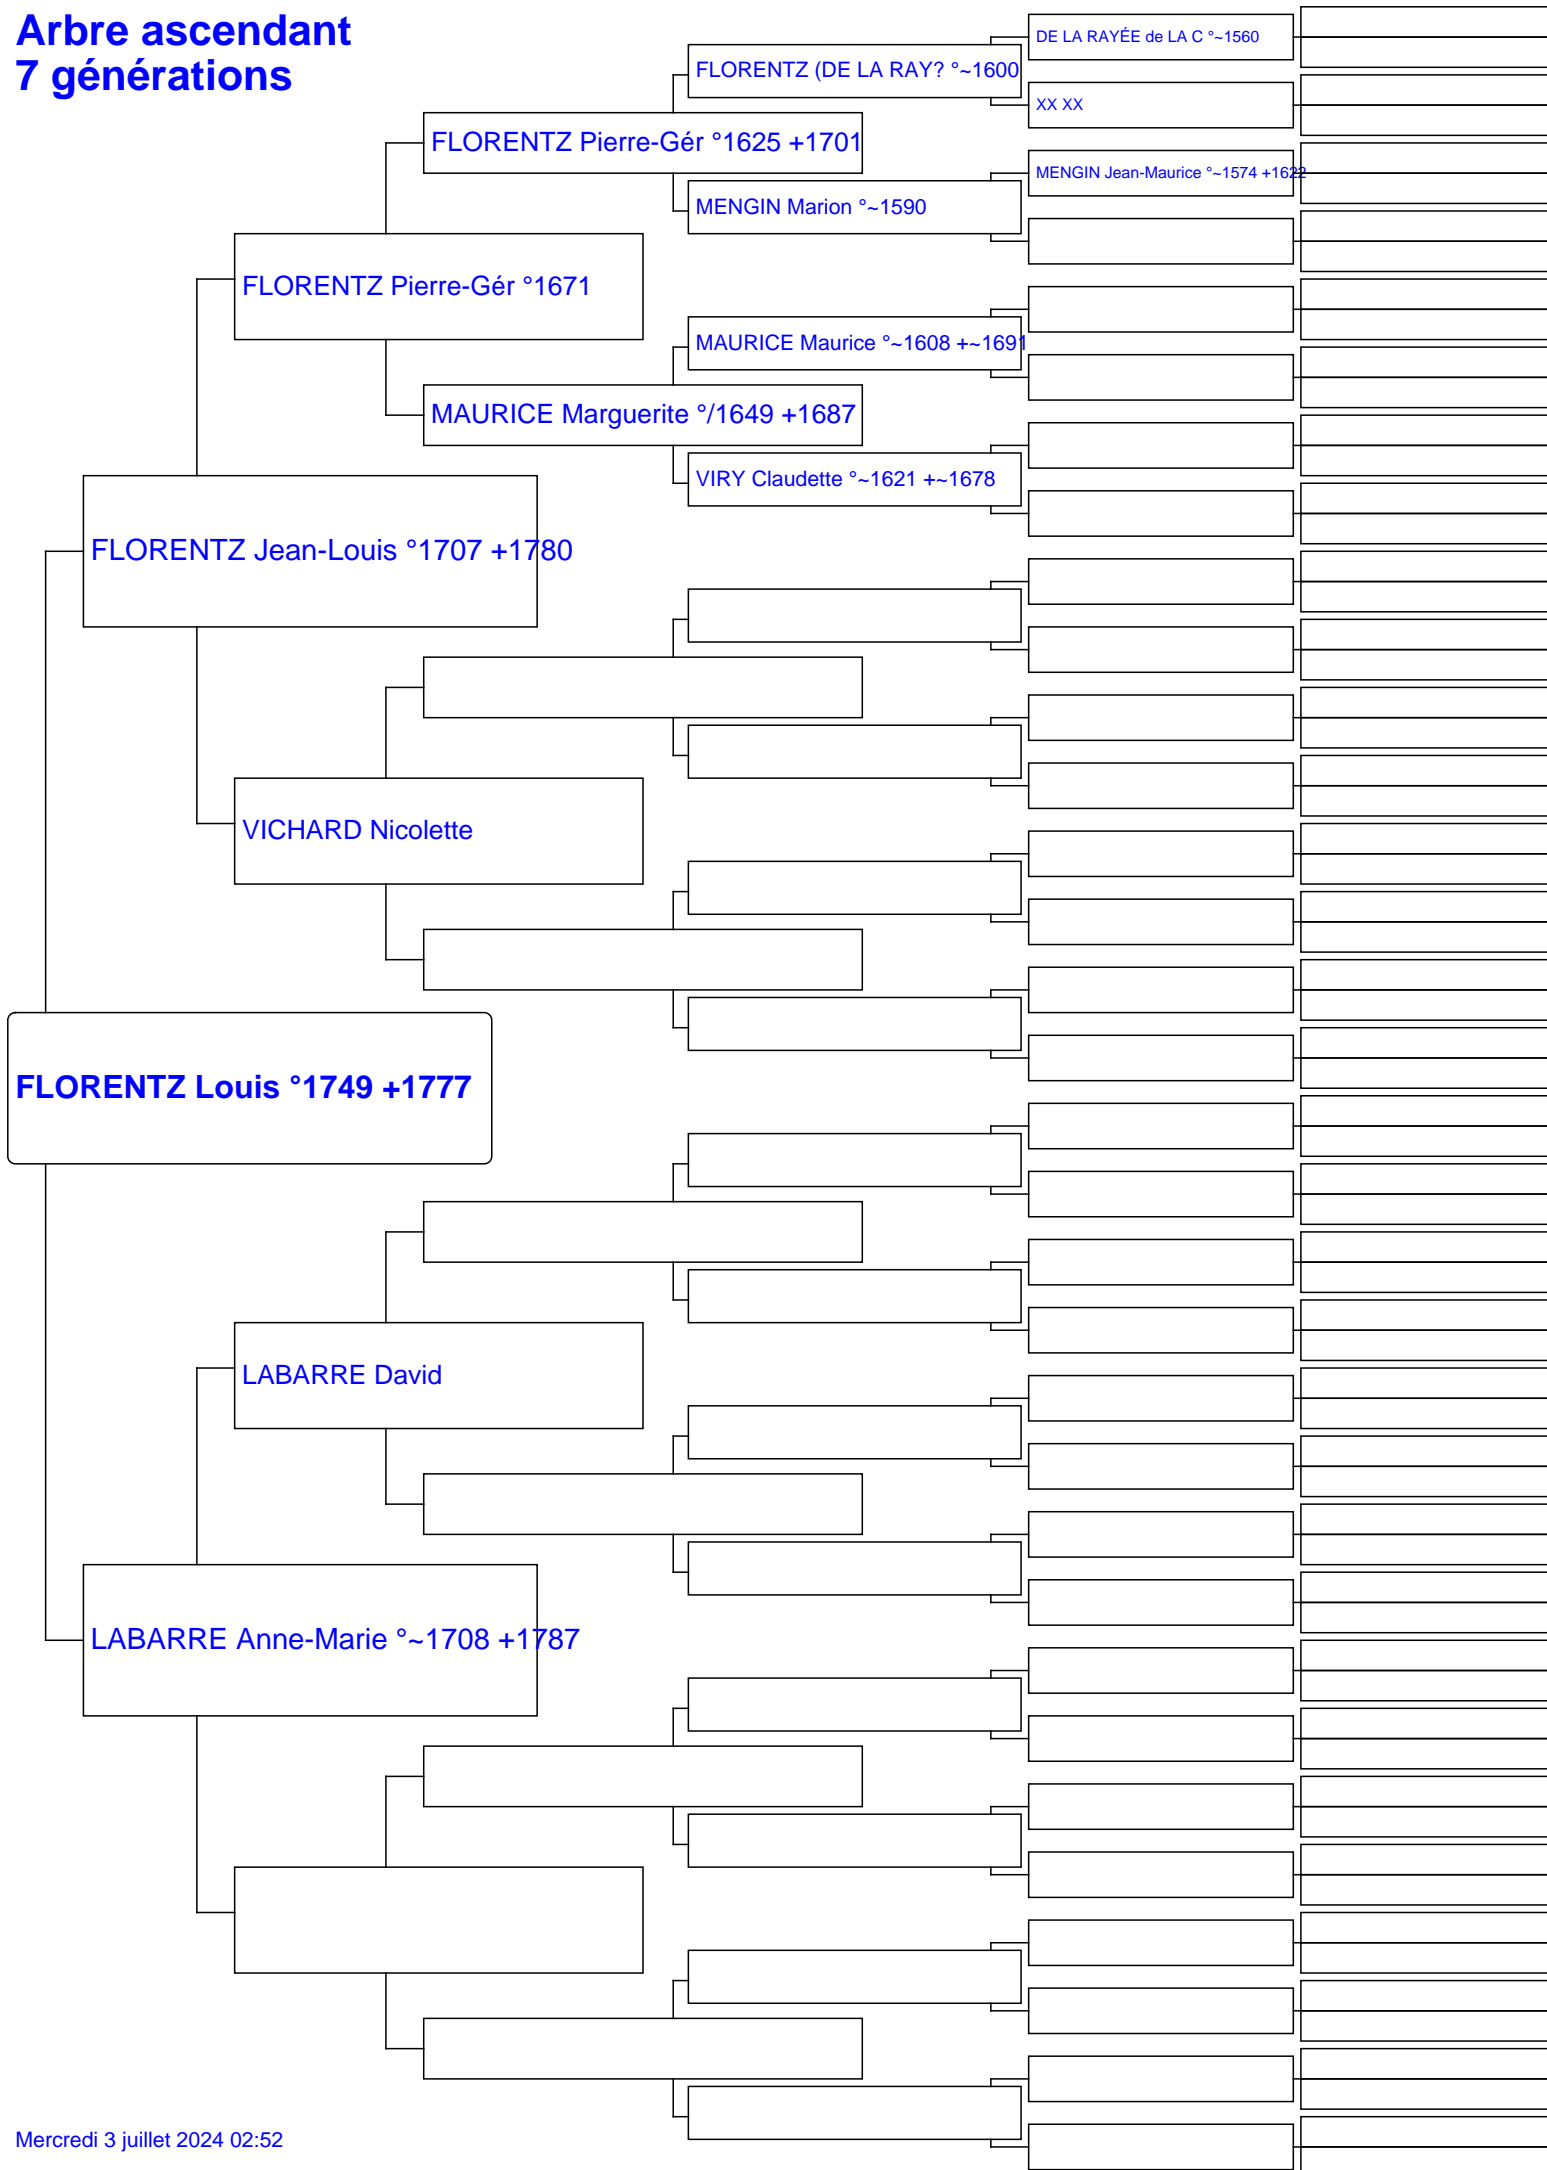 Arbre ascendant
7 générations
DE LA RAYÉE de LA C °~1560
FLORENTZ (DE LA RAY? °~1600
XX XX
FLORENTZ Pierre-Gér °1625 +1701
MENGIN Jean-Maurice °~1574 +1622
MENGIN Marion °~1590
FLORENTZ Pierre-Gér °1671
MAURICE Maurice °~1608 +~1691
MAURICE Marguerite °/1649 +1687
VIRY Claudette °~1621 +~1678
FLORENTZ Jean-Louis °1707 +1780
VICHARD Nicolette
FLORENTZ Louis °1749 +1777
LABARRE David
LABARRE Anne-Marie °~1708 +1787
Mercredi 3 juillet 2024 02:52